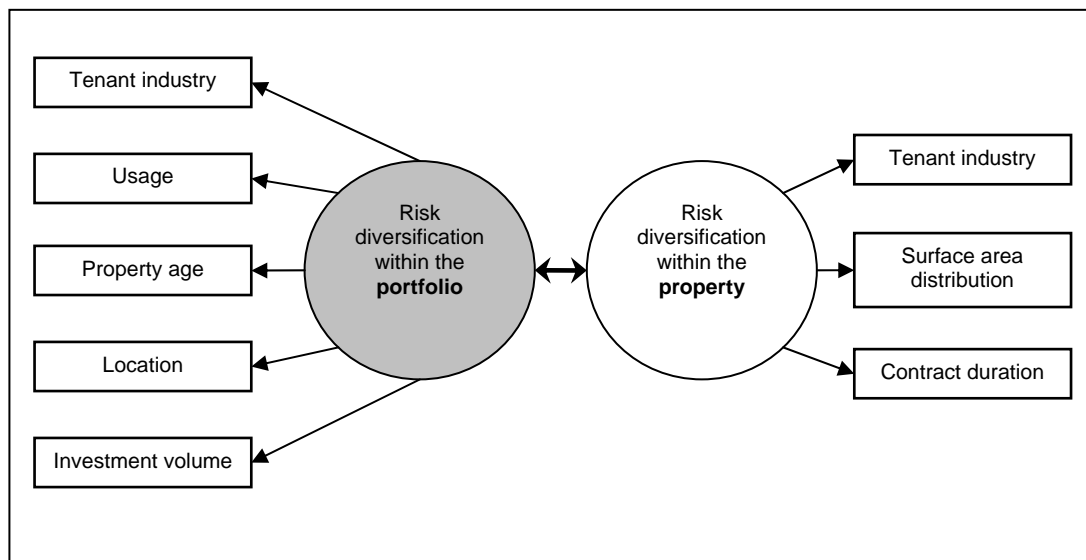 Tenant industry
Usage
Property age
Location
Investment volume
Risk
diversification
within the
portfolio
Risk
diversification
within the
property
Tenant industry
Surface area
distribution
Contract duration